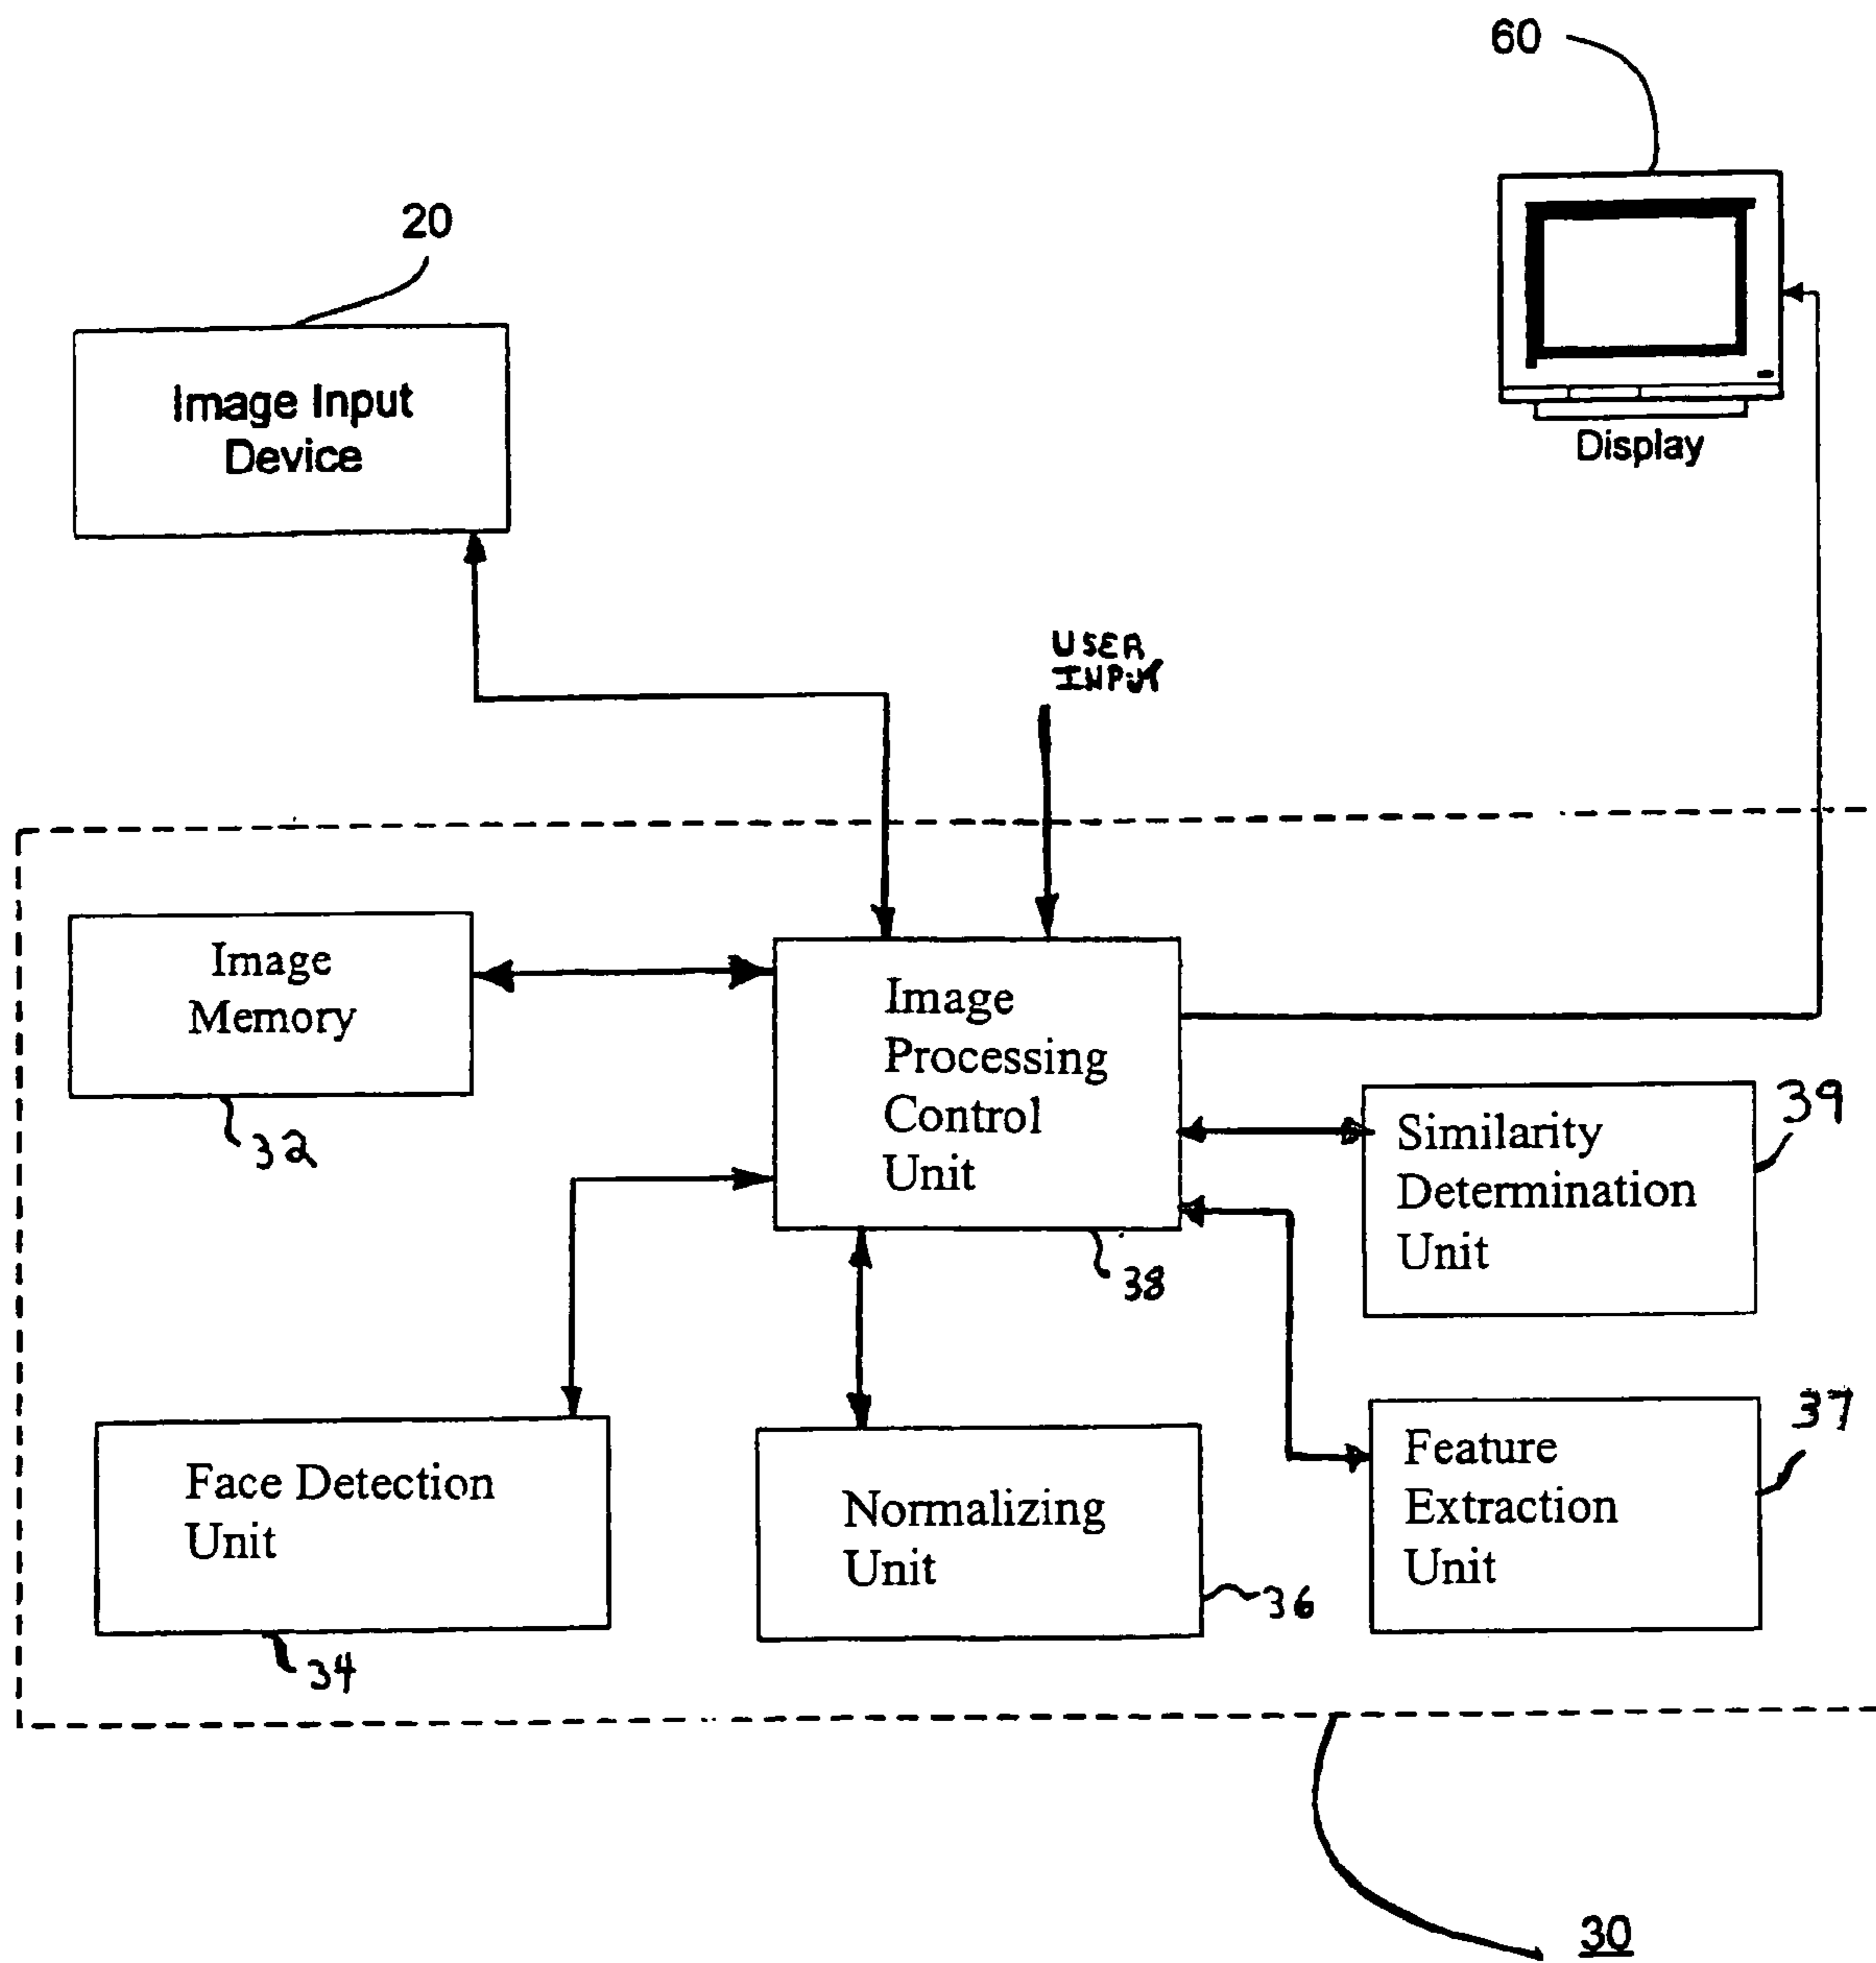 60
20
Image Input
Device
Display
USER
INPUT
Image
Memory
32
Image
Processing
Control
Unit
38
Similarity
Determination
Unit
39
Face Detection
Unit
34
Normalizing
Unit
36
Feature
Extraction
Unit
37
30